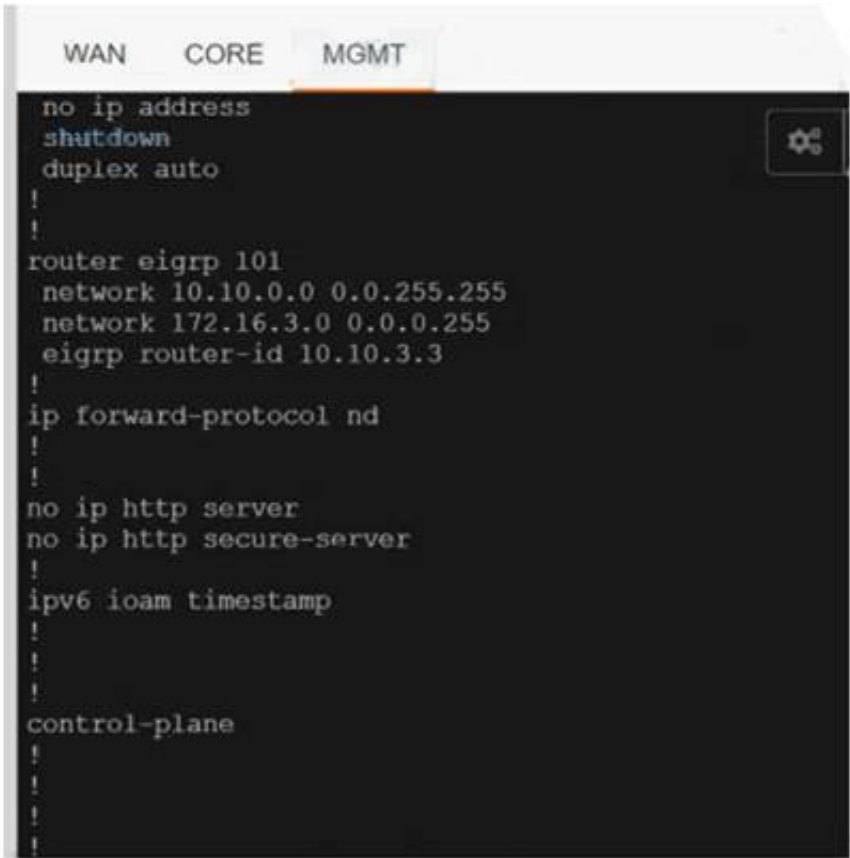 WAN CORE MGMT
no ip address
shutdown
duplex auto
!
!
router eigrp 101
network 10.10.0.0 0.0.255.255
network 172.16.3.0 0.0.0.255
eigrp router-id 10.10.3.3
!
ip forward-protocol nd
!
!
no ip http server
no ip http secure-server
!
ipv6 ioam timestamp
!
!
!
control-plane
!
!
!
!